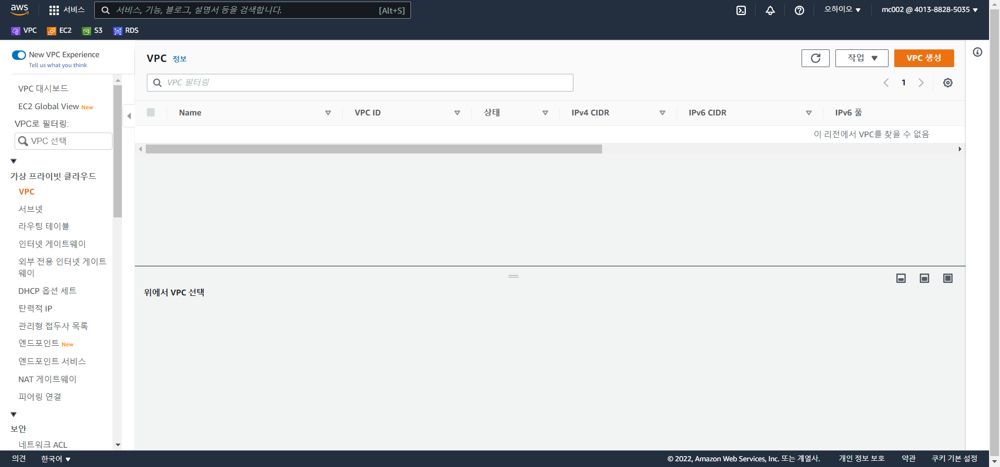 aws
서비스
서비스, 기능, 블로그, 설명서 등을 검색합니다.
[Alt+S]
오하이오
mc002 @ 4013-8828-5035
VPC
EC2
S3
RDS
New VPC Experience
Tell us what you think
VPC 대시보드
EC2 Global View New
VPC로 필터링:
VPC 선택
가상 프라이빗 클라우드
VPC
서브넷
라우팅 테이블
인터넷 게이트웨이
외부 전용 인터넷 게이트
웨이
DHCP 옵션 세트
탄력적 IP
관리형 접두사 목록
엔드포인트 New
엔드포인트 서비스
NAT 게이트웨이
피어링 연결
보안
네트워크 ACL
VPC 정보
작업
VPC 생성
VPC 필터링
1
Name
VPC ID
상태
IPv4 CIDR
IPv6 CIDR
IPv6 풀
이 리전에서 VPC를 찾을 수 없음
위에서 VPC 선택
의견
한국어
© 2022, Amazon Web Services, Inc. 또는 계열사.
개인 정보 보호
약관
쿠키 기본 설정